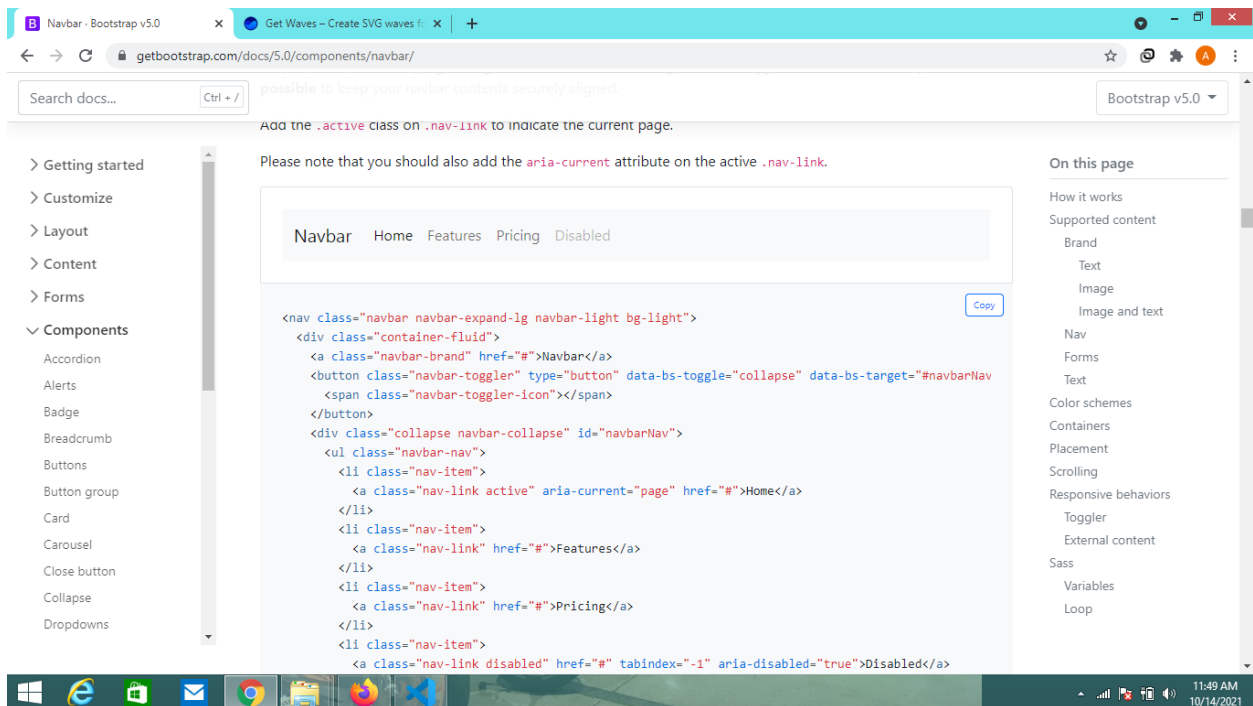 Navbar · Bootstrap v5.0
Get Waves – Create SVG waves fo
getbootstrap.com/docs/5.0/components/navbar/
A
Search docs...
Ctrl + /
Bootstrap v5.0
possible to keep your navbar contents securely aligned.
Add the .active class on .nav-link to indicate the current page.
Please note that you should also add the aria-current attribute on the active .nav-link.
Getting started
Customize
Layout
Content
Forms
Components
Accordion
Alerts
Badge
Breadcrumb
Buttons
Button group
Card
Carousel
Close button
Collapse
Dropdowns
Navbar Home Features Pricing Disabled
Copy
<nav class="navbar navbar-expand-lg navbar-light bg-light">
<div class="container-fluid">
<a class="navbar-brand" href="#">Navbar</a>
<button class="navbar-toggler" type="button" data-bs-toggle="collapse" data-bs-target="#navbarNav
<span class="navbar-toggler-icon"></span>
</button>
<div class="collapse navbar-collapse" id="navbarNav">
<ul class="navbar-nav">
<li class="nav-item">
<a class="nav-link active" aria-current="page" href="#">Home</a>
</li>
<li class="nav-item">
<a class="nav-link" href="#">Features</a>
</li>
<li class="nav-item">
<a class="nav-link" href="#">Pricing</a>
</li>
<li class="nav-item">
<a class="nav-link disabled" href="#" tabindex="-1" aria-disabled="true">Disabled</a>
On this page
How it works
Supported content
Brand
Text
Image
Image and text
Nav
Forms
Text
Color schemes
Containers
Placement
Scrolling
Responsive behaviors
Toggler
External content
Sass
Variables
Loop
11:49 AM
10/14/2021